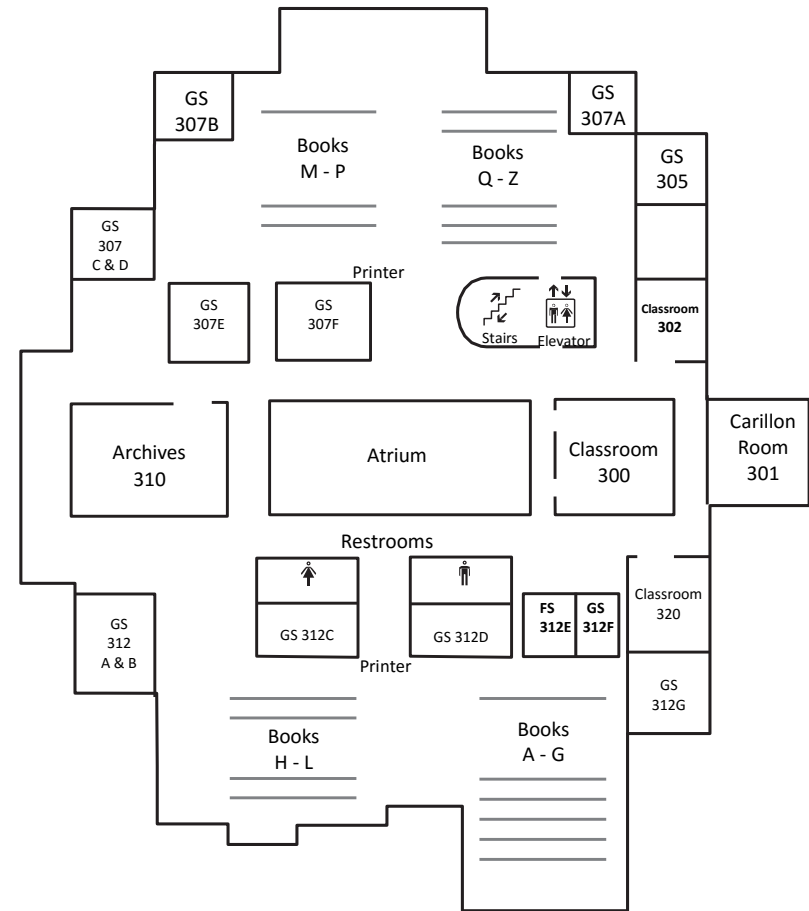 GS
307B
GS
307A
Books
M - P
Books
Q - Z
GS
305
GS
307
C & D
Printer
GS
307E
GS
307F
Stairs
Elevator
Classroom
302
Archives
310
Atrium
Classroom
300
Carillon
Room
301
Restrooms
GS
312
A & B
GS 312C
GS 312D
FS
312E
GS
312F
Classroom
320
Printer
GS
312G
Books
H - L
Books
A - G